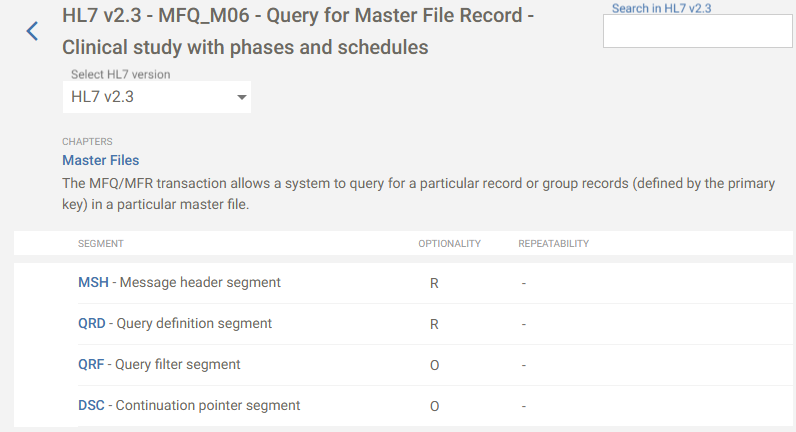 HL7 v2.3 - MFQ_M06 - Query for Master File Record -
Clinical study with phases and schedules
Search in HL7 v2.3
Select HL7 version
HL7 v2.3
CHAPTERS
Master Files
The MFQ/MFR transaction allows a system to query for a particular record or group records (defined by the primary
key) in a particular master file.
SEGMENT OPTIONALITY REPEATABILITY
MSH - Message header segment R -
QRD - Query definition segment R -
QRF - Query filter segment O -
DSC - Continuation pointer segment O -